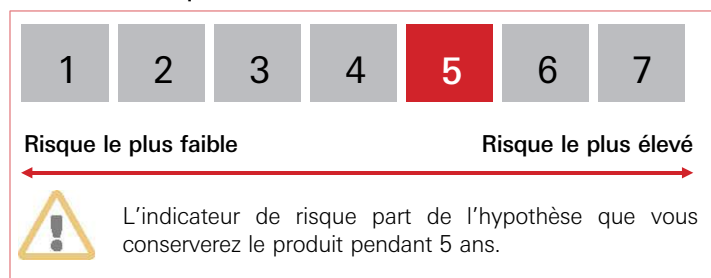 1 2 3 4 5 6 7
Risque le plus faible Risque le plus élevé
L'indicateur de risque part de l'hypothèse que vous
conserverez le produit pendant 5 ans.